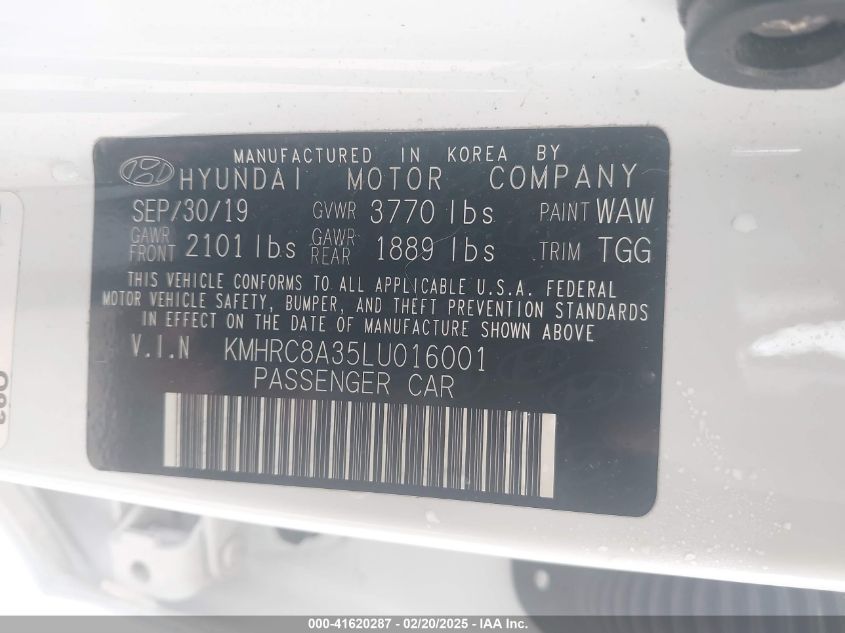 MANUFACTURED IN KOREA BY
HYUNDAI MOTOR COMPANY
SEP/30/19 GVWR 3770 lbs PAINT WAW
GAWR FRONT 2101 lbs GAWR REAR 1889 lbs TRIM TGG
THIS VEHICLE CONFORMS TO ALL APPLICABLE U.S.A. FEDERAL
MOTOR VEHICLE SAFETY, BUMPER, AND THEFT PREVENTION STANDARDS
IN EFFECT ON THE DATE OF MANUFACTURE SHOWN ABOVE
V.I.N KMHRC8A35LU016001
PASSENGER CAR
000-41620287 - 02/20/2025 - IAA Inc.